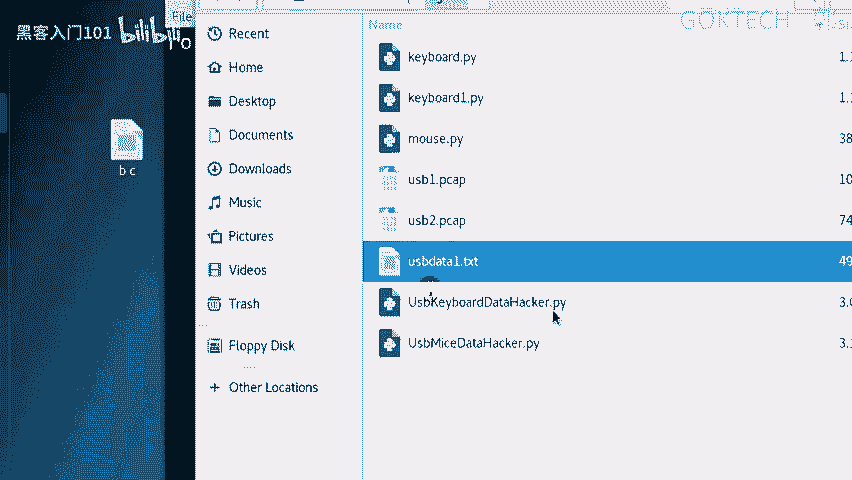 File
黑客入门101 bilibili
GOKTECH
Name
Recent
Home
Desktop
Documents
Downloads
Music
Pictures
Videos
Trash
Floppy Disk
Other Locations
keyboard.py
keyboard1.py
mouse.py
usb1.pcap
usb2.pcap
usbdata1.txt
UsbKeyboardDataHacker.py
UsbMiceDataHacker.py
1.
1.
38
10
74
49
3.
3.
b c